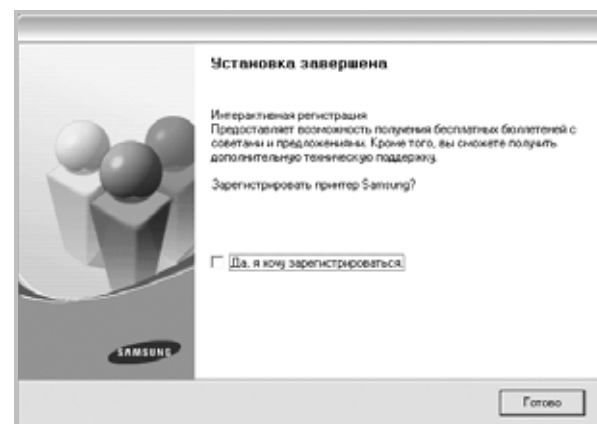 Установка завершена
Интерактивная регистрация
Предоставляет возможность получения бесплатных бюллетеней с
советами и предложениями. Кроме того, вы сможете получить
дополнительную техническую поддержку.
Зарегистрировать принтер Samsung?
Да, я хочу зарегистрироваться.
SAMSUNG
Готово